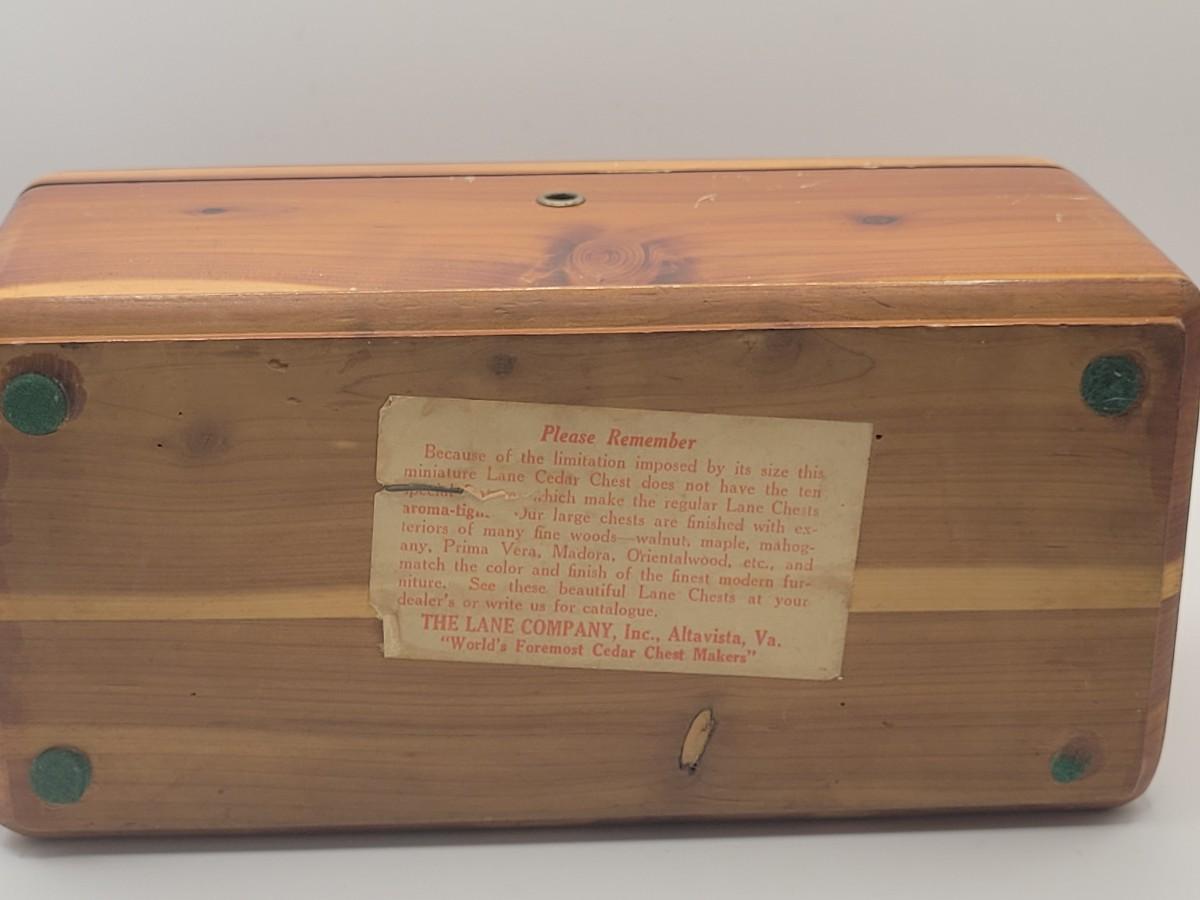 Please Remember
Because of the limitation imposed by its size this
miniature Lane Cedar Chest does not have the ten
special which make the regular Lane Chests
aroma-tigh Our large chests are finished with ex-
teriors of many fine woods—walnut, maple, mahog-
any, Prima Vera, Madora, Orientalwood, etc., and
match the color and finish of the finest modern fur-
niture. See these beautiful Lane Chests at your
dealer's or write us for catalogue.
THE LANE COMPANY, Inc., Altavista, Va.
"World's Foremost Cedar Chest Makers"